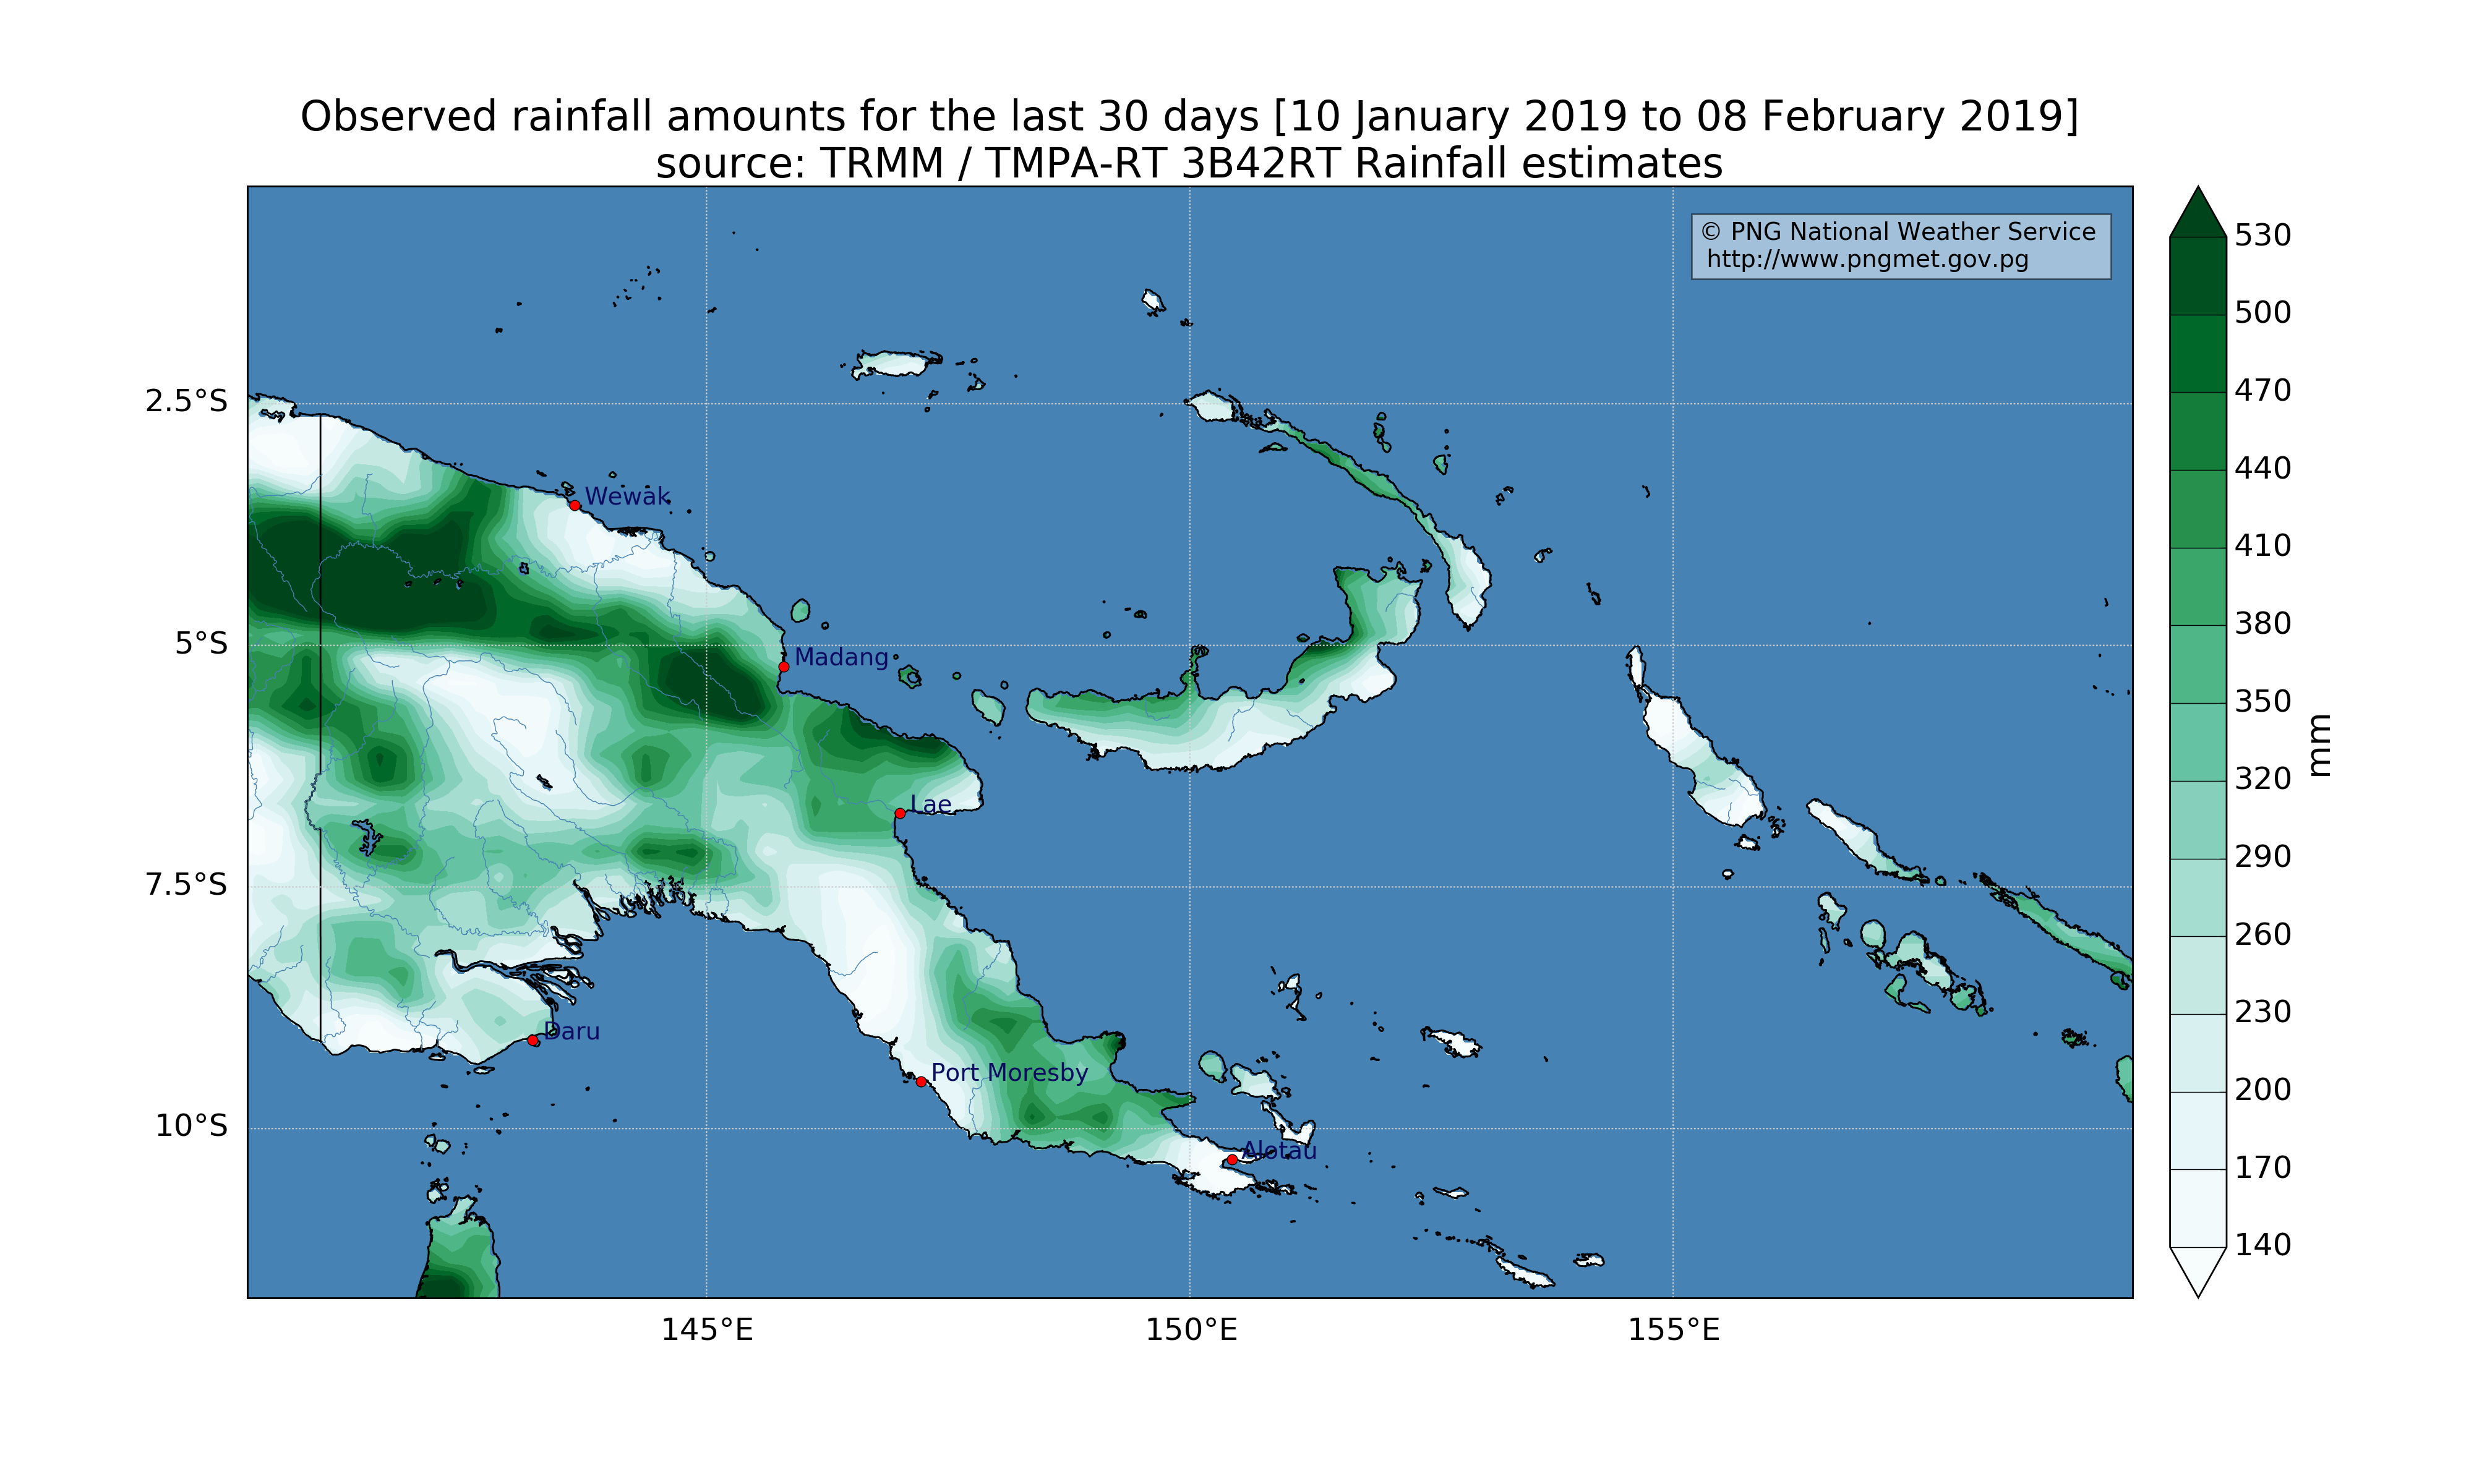 Observed rainfall amounts for the last 30 days [10 January 2019 to 08 February 2019]
source: TRMM / TMPA-RT 3B42RT Rainfall estimates
© PNG National Weather Service
http://www.pngmet.gov.pg
530
500
470
440
410
380
350
320
290
260
230
200
170
140
mm
2.5°S
5°S
7.5°S
10°S
Wewak
Madang
Lae
Daru
Port Moresby
Alotau
145°E
150°E
155°E